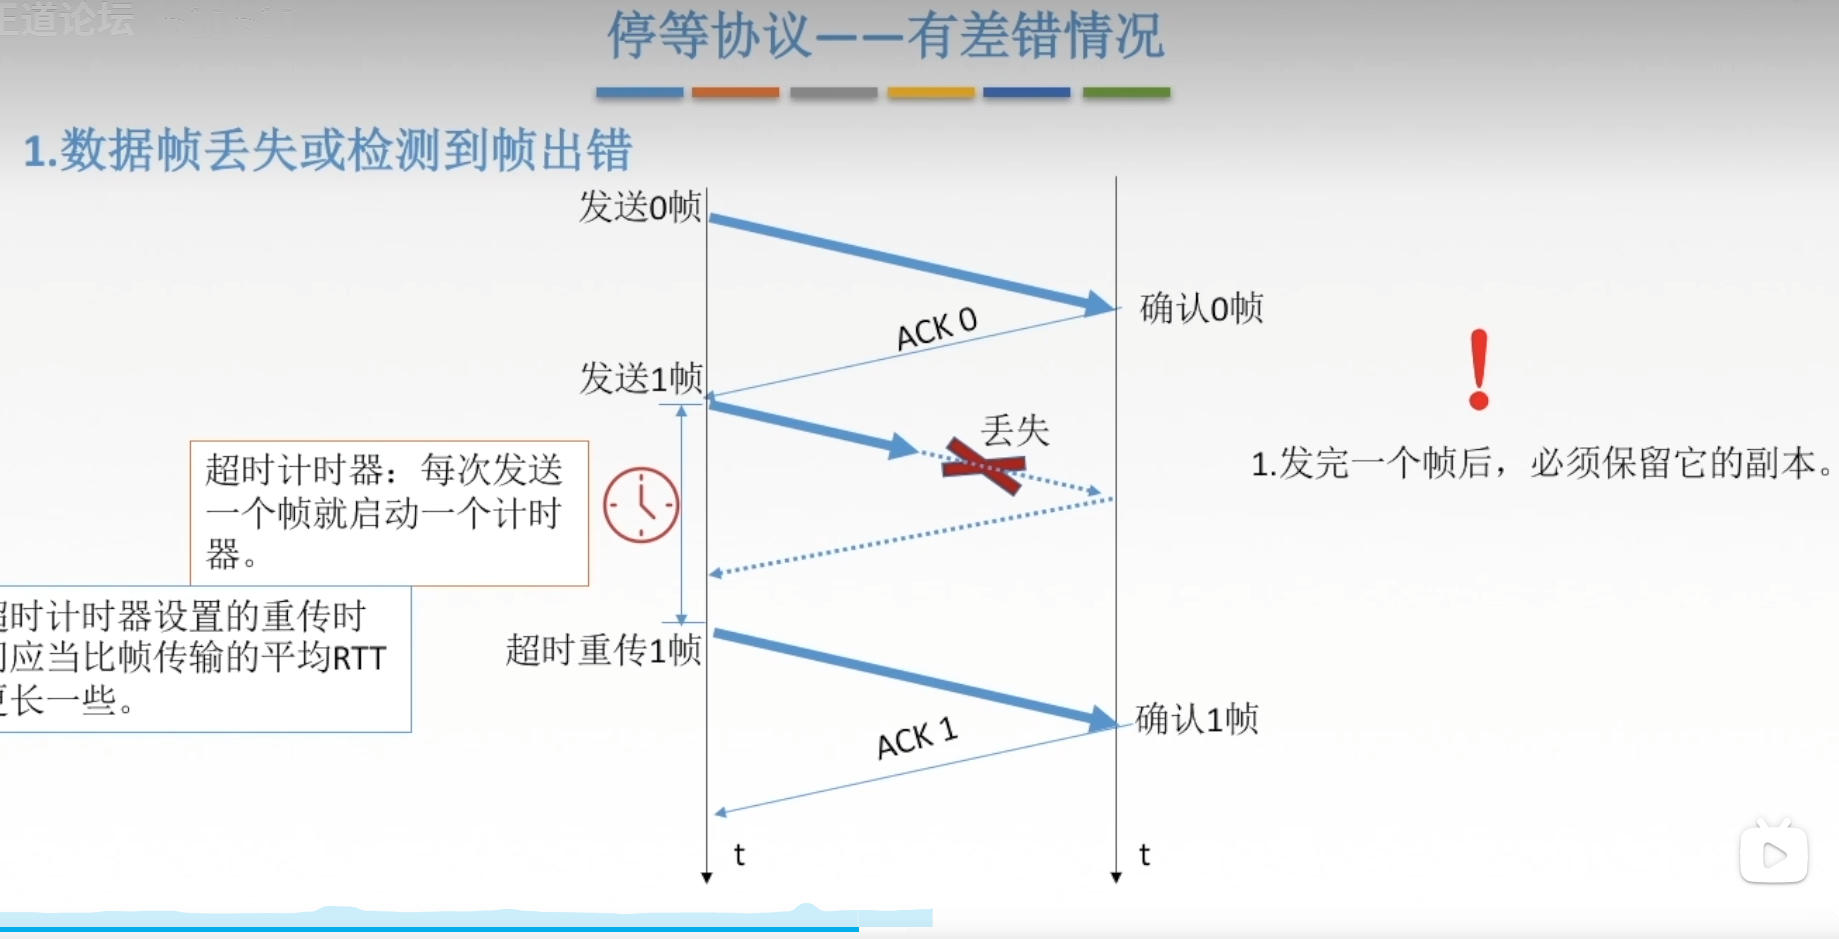 王道论坛
停等协议——有差错情况
1.数据帧丢失或检测到帧出错
发送0帧
确认0帧
ACK 0
发送1帧
丢失
1.发完一个帧后，必须保留它的副本。
超时计时器：每次发送
一个帧就启动一个计时
器。
超时计时器设置的重传时
间应当比帧传输的平均RTT
更长一些。
超时重传1帧
确认1帧
ACK 1
t
t